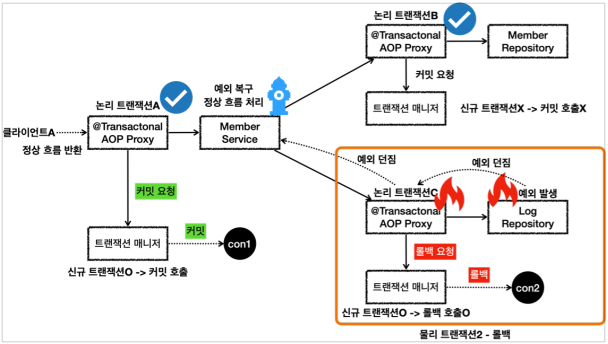 논리 트랜잭션B
@Transactonal
AOP Proxy
Member
Repository
커밋 요청
트랜잭션 매니저
신규 트랜잭션X -> 커밋 호출X
예외 복구
정상 흐름 처리
논리 트랜잭션A
클라이언트A
정상 흐름 반환
@Transactonal
AOP Proxy
Member
Service
커밋 요청
트랜잭션 매니저
커밋
con1
신규 트랜잭션O -> 커밋 호출
예외 던짐
예외 던짐
논리 트랜잭션C
예외 발생
@Transactonal
AOP Proxy
Log
Repository
롤백 요청
트랜잭션 매니저
롤백
con2
신규 트랜잭션O -> 롤백 호출O
물리 트랜잭션2 - 롤백